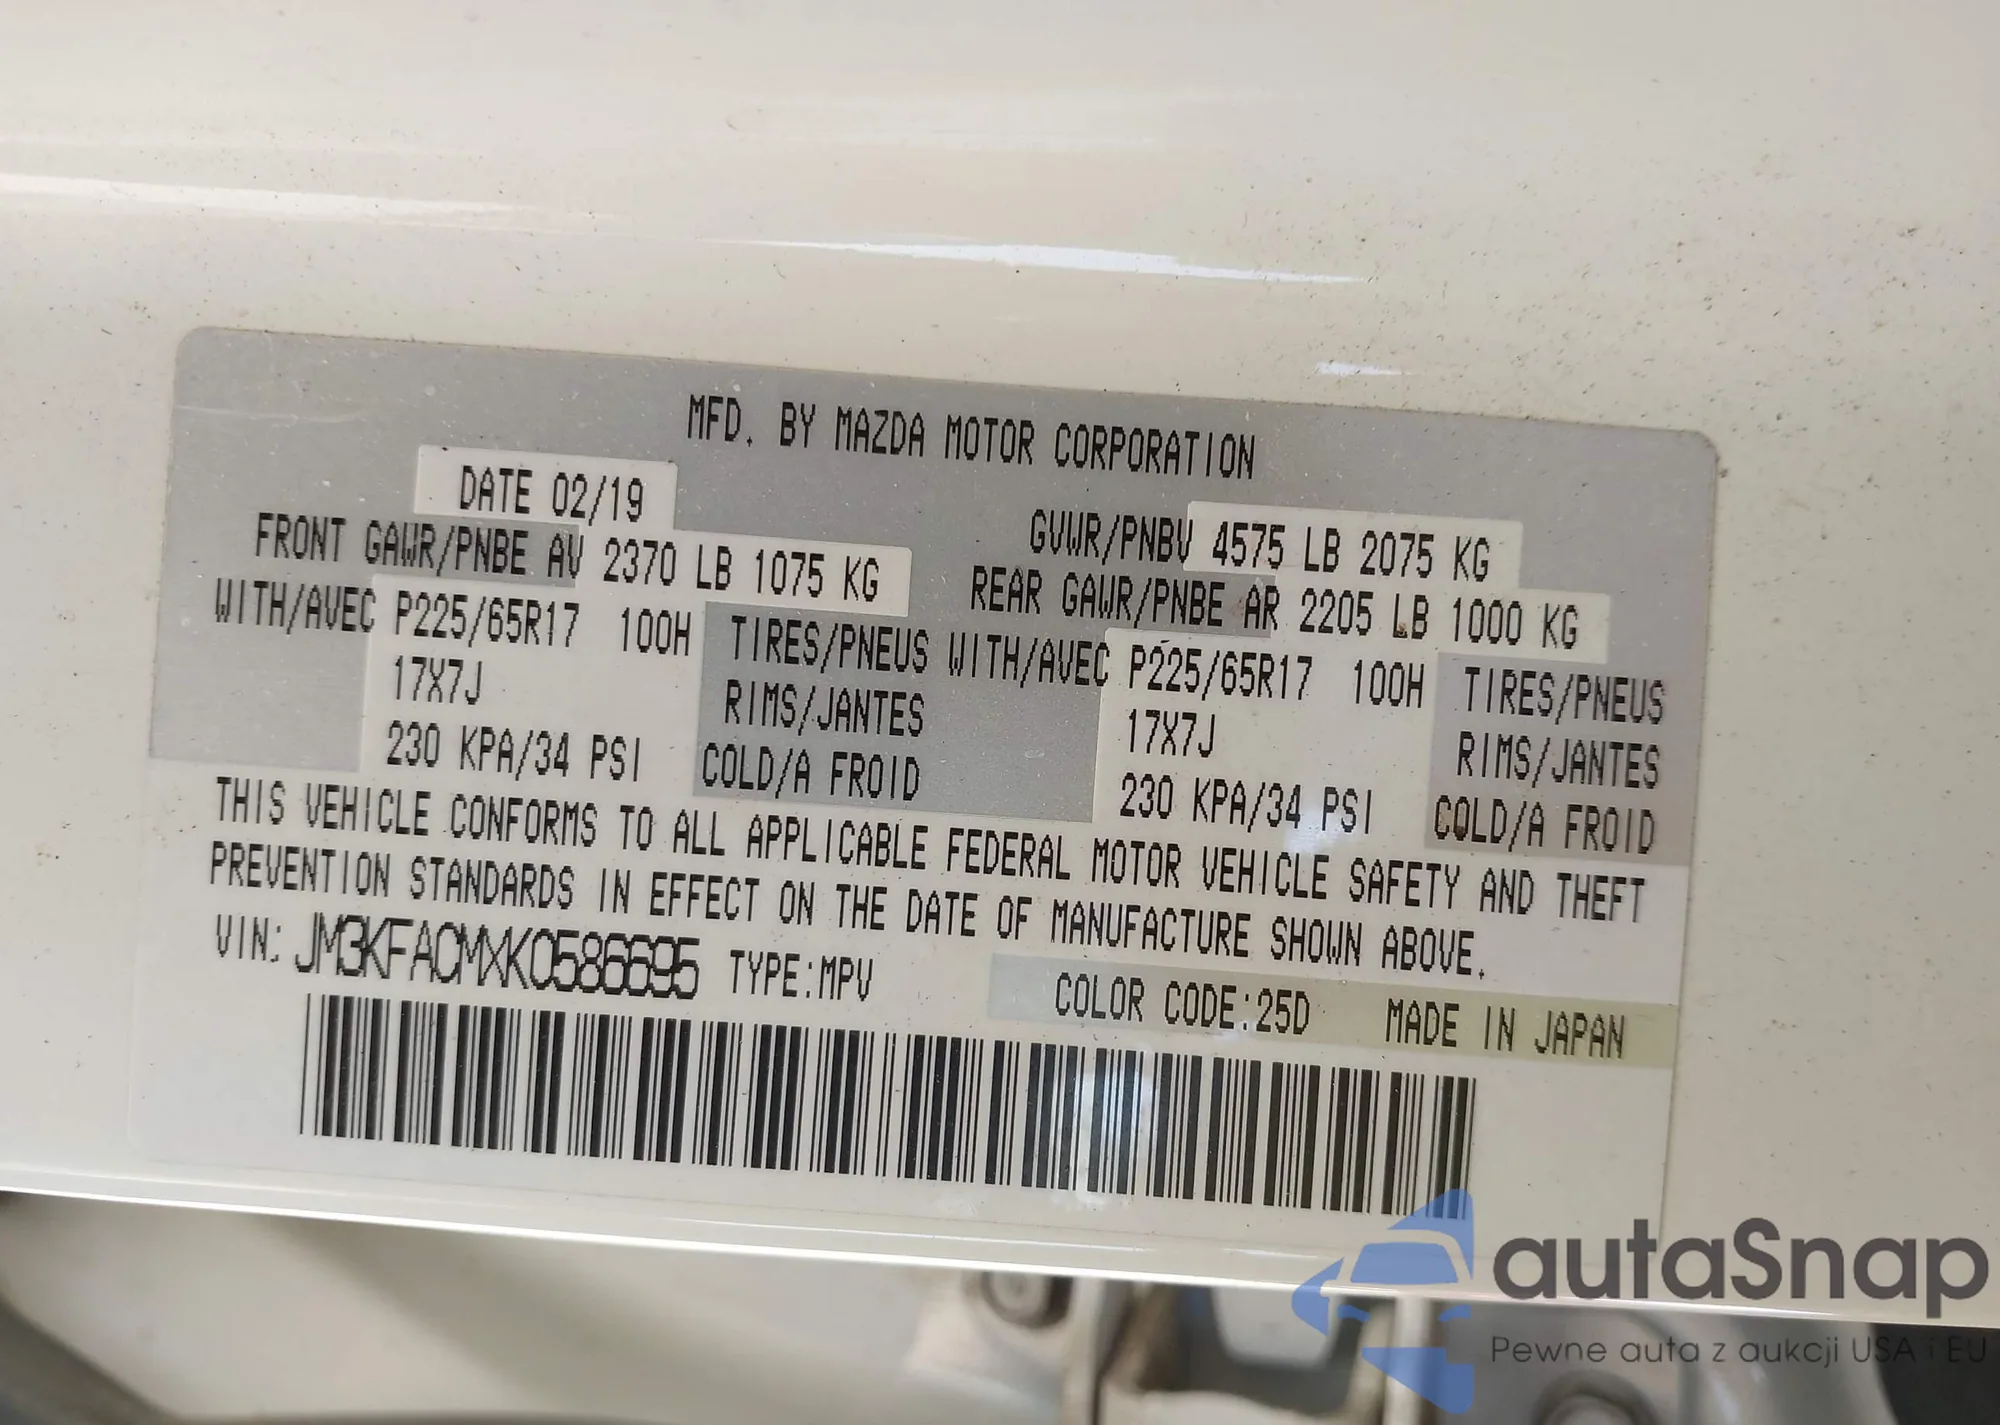 MFD. BY MAZDA MOTOR CORPORATION
DATE 02/19
GVWR/PNBV 4575 LB 2075 KG
FRONT GAWR/PNBE AV 2370 LB 1075 KG
REAR GAWR/PNBE AR 2205 LB 1000 KG
WITH/AVEC P225/65R17 100H TIRES/PNEUS WITH/AVEC P225/65R17 100H TIRES/PNEUS
17X7J RIMS/JANTES 17X7J RIMS/JANTES
230 KPA/34 PSI COLD/A FROID 230 KPA/34 PSI COLD/A FROID
THIS VEHICLE CONFORMS TO ALL APPLICABLE FEDERAL MOTOR VEHICLE SAFETY AND THEFT
PREVENTION STANDARDS IN EFFECT ON THE DATE OF MANUFACTURE SHOWN ABOVE.
VIN: JM3KFACMXK0586695 TYPE:MPV COLOR CODE:25D MADE IN JAPAN
autaSnap
Pewne auta z aukcji USA i EU